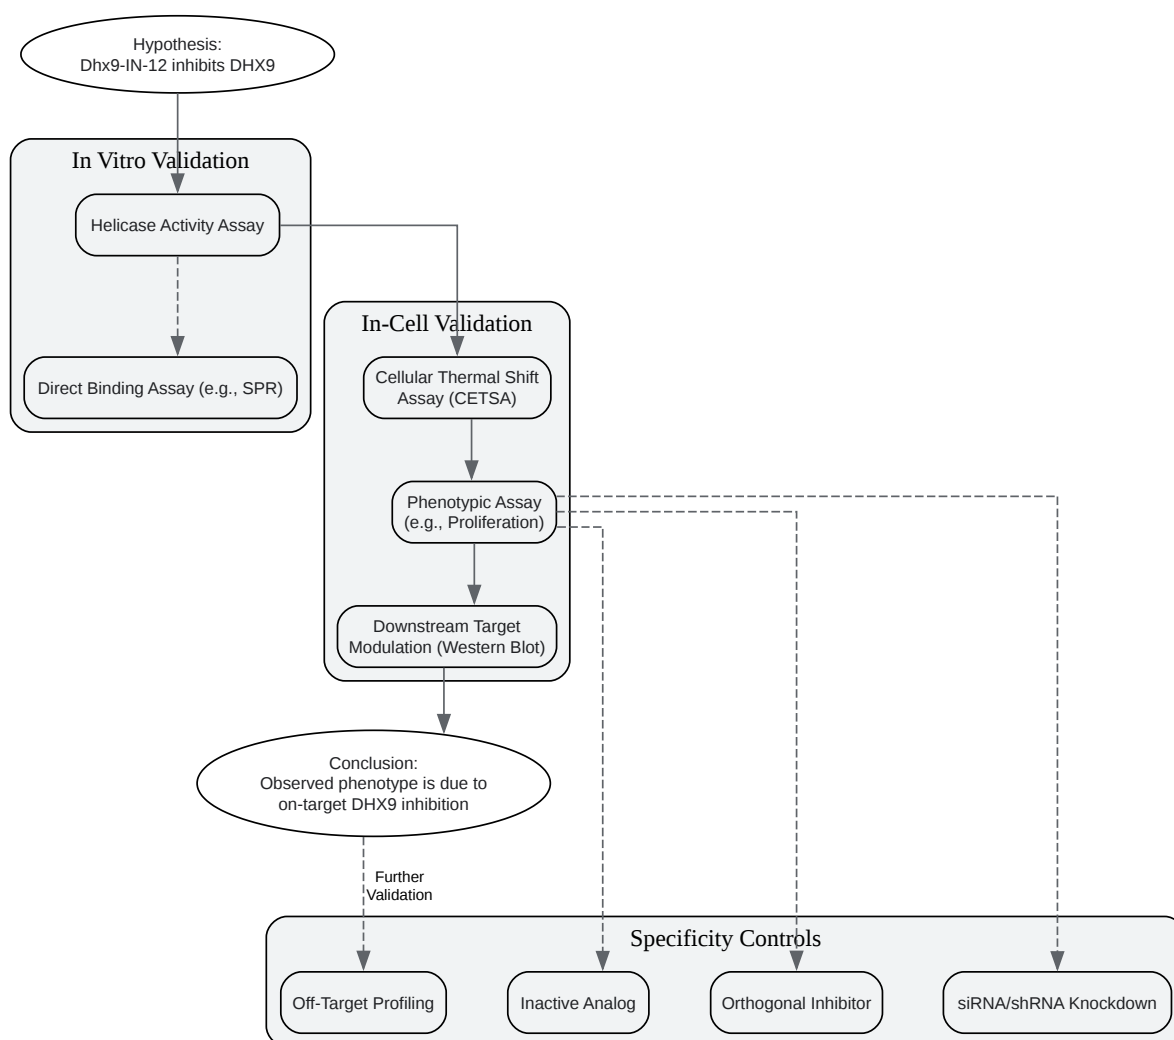 Hypothesis:
Dhx9-IN-12 inhibits DHX9
In Vitro Validation
Helicase Activity Assay
Direct Binding Assay (e.g., SPR)
In-Cell Validation
Cellular Thermal Shift
Assay (CETSA)
Phenotypic Assay
(e.g., Proliferation)
Downstream Target
Modulation (Western Blot)
Conclusion:
Observed phenotype is due to
on-target DHX9 inhibition
Further
Validation
Specificity Controls
Off-Target Profiling
Inactive Analog
Orthogonal Inhibitor
siRNA/shRNA Knockdown